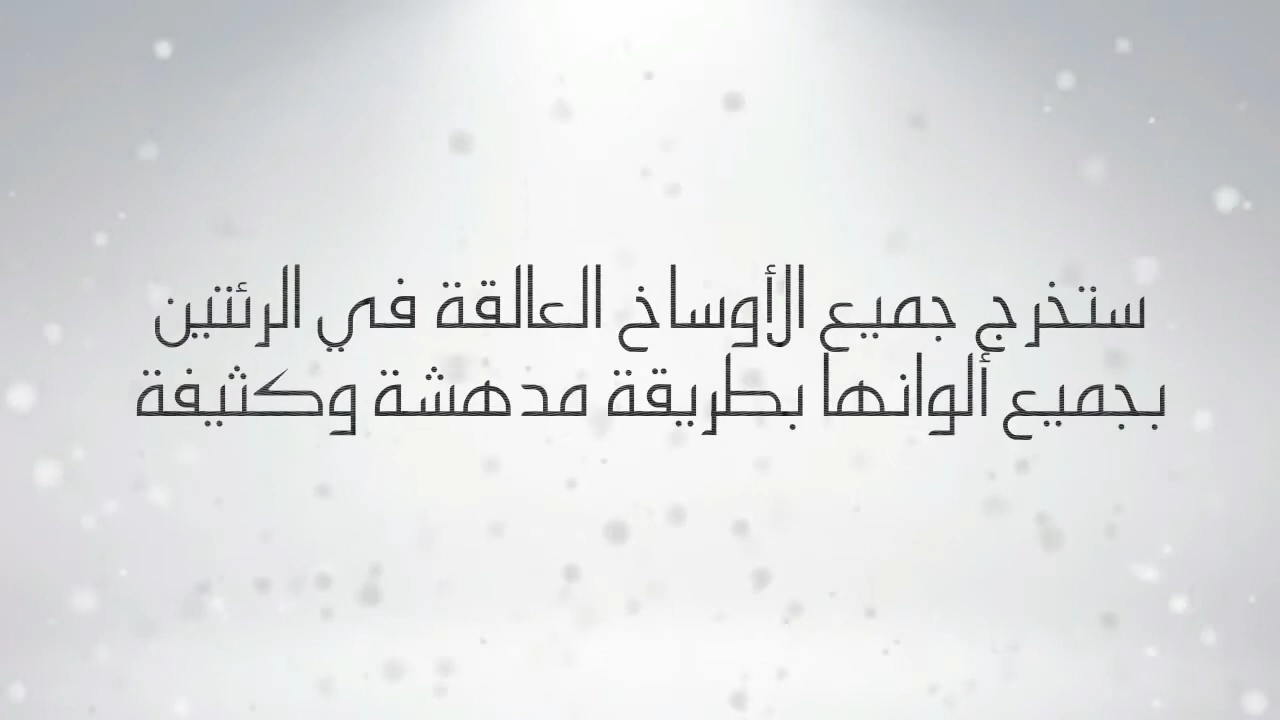 ستخرج جميع الأوساخ العالقة في الرئتين
بجميع ألوانها بطريقة مدهشة وكثيفة